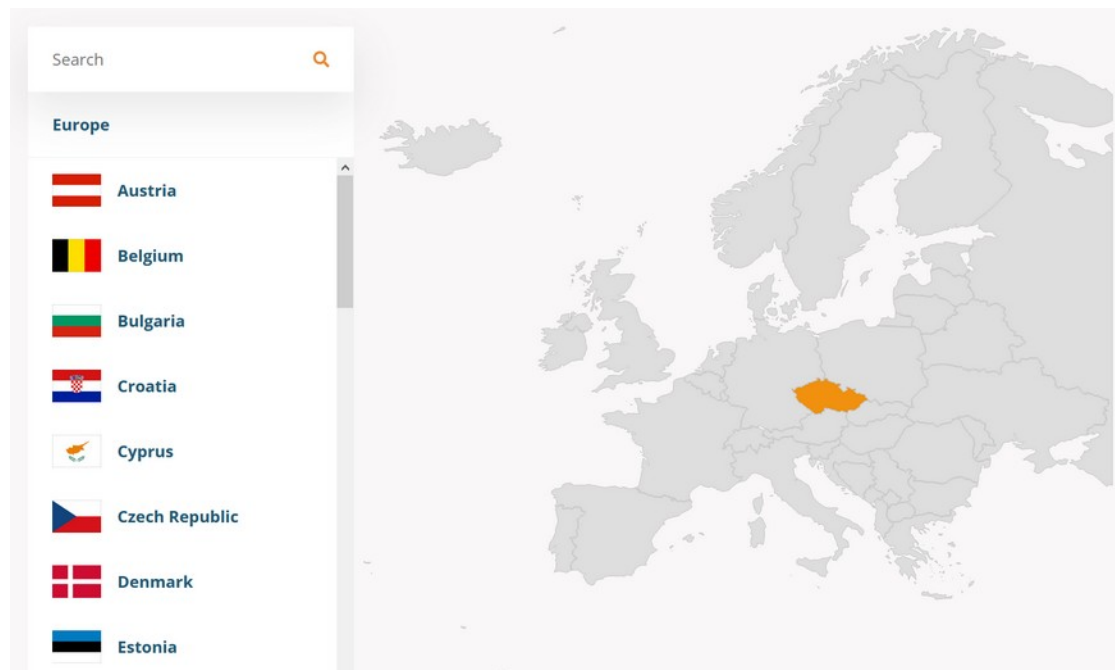 Search
Europe
Austria
Belgium
Bulgaria
Croatia
Cyprus
Czech Republic
Denmark
Estonia